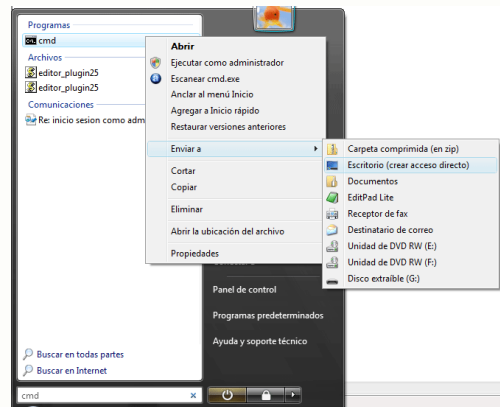 Programas
cmd
Archivos
editor_plugin25
editor_plugin25
Comunicaciones
Re: inicio sesion como adm
Abrir
Ejecutar como administrador
Escanear cmd.exe
Anclar al menú Inicio
Agregar a Inicio rápido
Restaurar versiones anteriores
Enviar a
Cortar
Copiar
Eliminar
Abrir la ubicación del archivo
Propiedades
Carpeta comprimida (en zip)
Escritorio (crear acceso directo)
Documentos
EditPad Lite
Receptor de fax
Destinatario de correo
Unidad de DVD RW (E:)
Unidad de DVD RW (F:)
Disco extraíble (G:)
Panel de control
Programas predeterminados
Ayuda y soporte técnico
Buscar en todas partes
Buscar en Internet
cmd